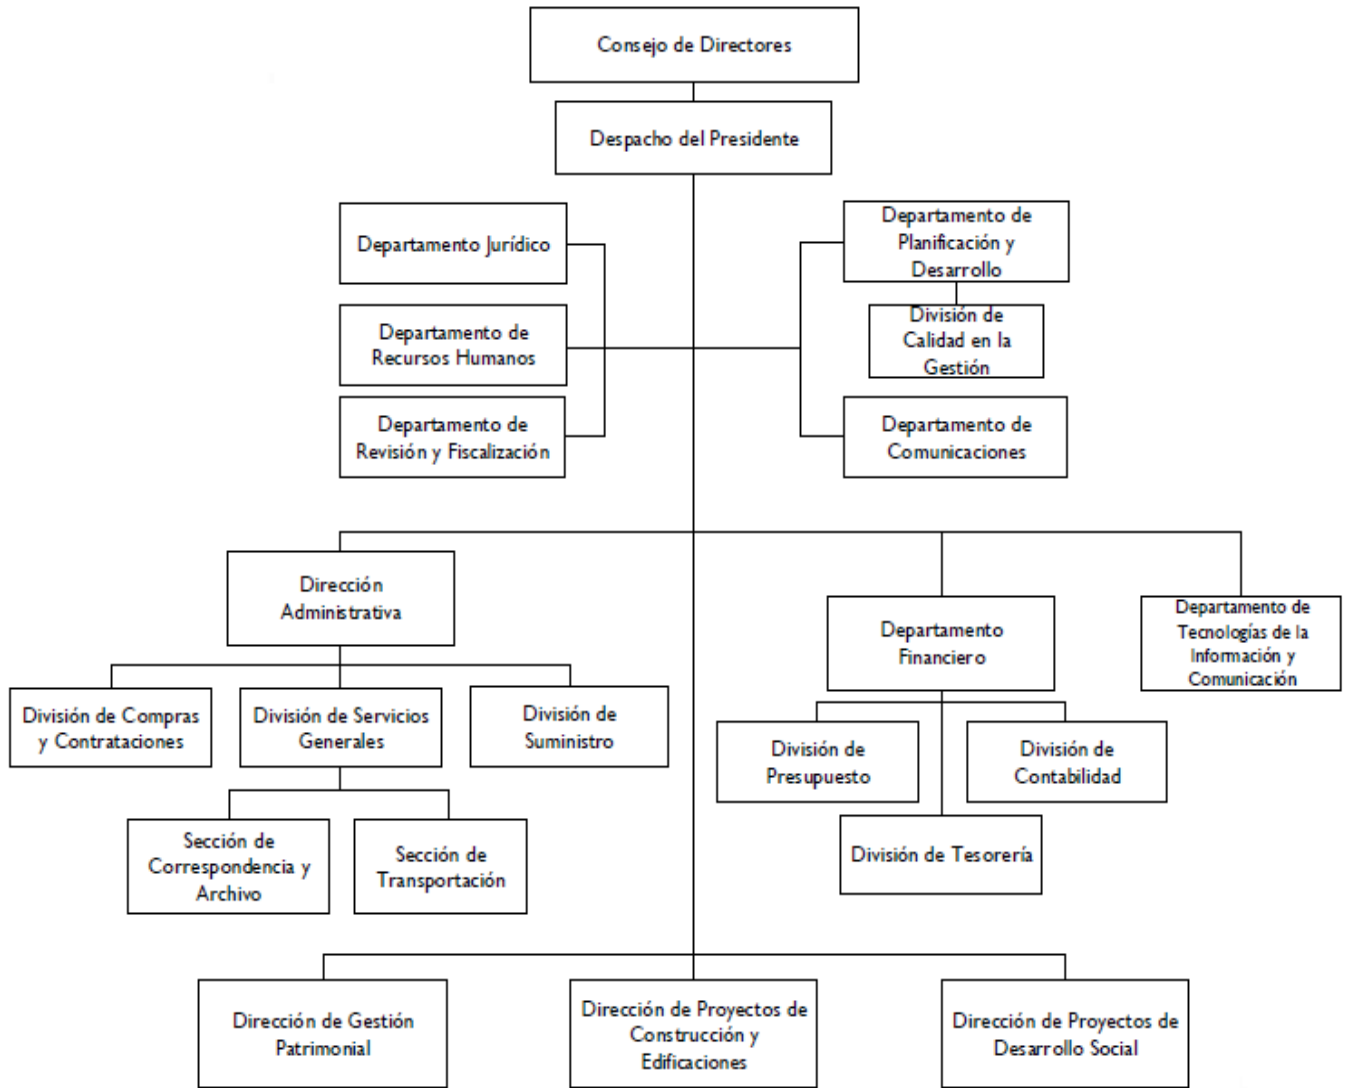 Consejo de Directores
Despacho del Presidente
Departamento Jurídico
Departamento de
Planificación y
Desarrollo
Departamento de
Recursos Humanos
División de
Calidad en la
Gestión
Departamento de
Revisión y Fiscalización
Departamento de
Comunicaciones
Dirección
Administrativa
Departamento
Financiero
Departamento de
Tecnologías de la
Información y
Comunicación
División de Compras
y Contrataciones
División de Servicios
Generales
División de
Suministro
División de
Presupuesto
División de
Contabilidad
Sección de
Correspondencia y
Archivo
Sección de
Transportación
División de Tesorería
Dirección de Gestión
Patrimonial
Dirección de Proyectos de
Construcción y
Edificaciones
Dirección de Proyectos de
Desarrollo Social